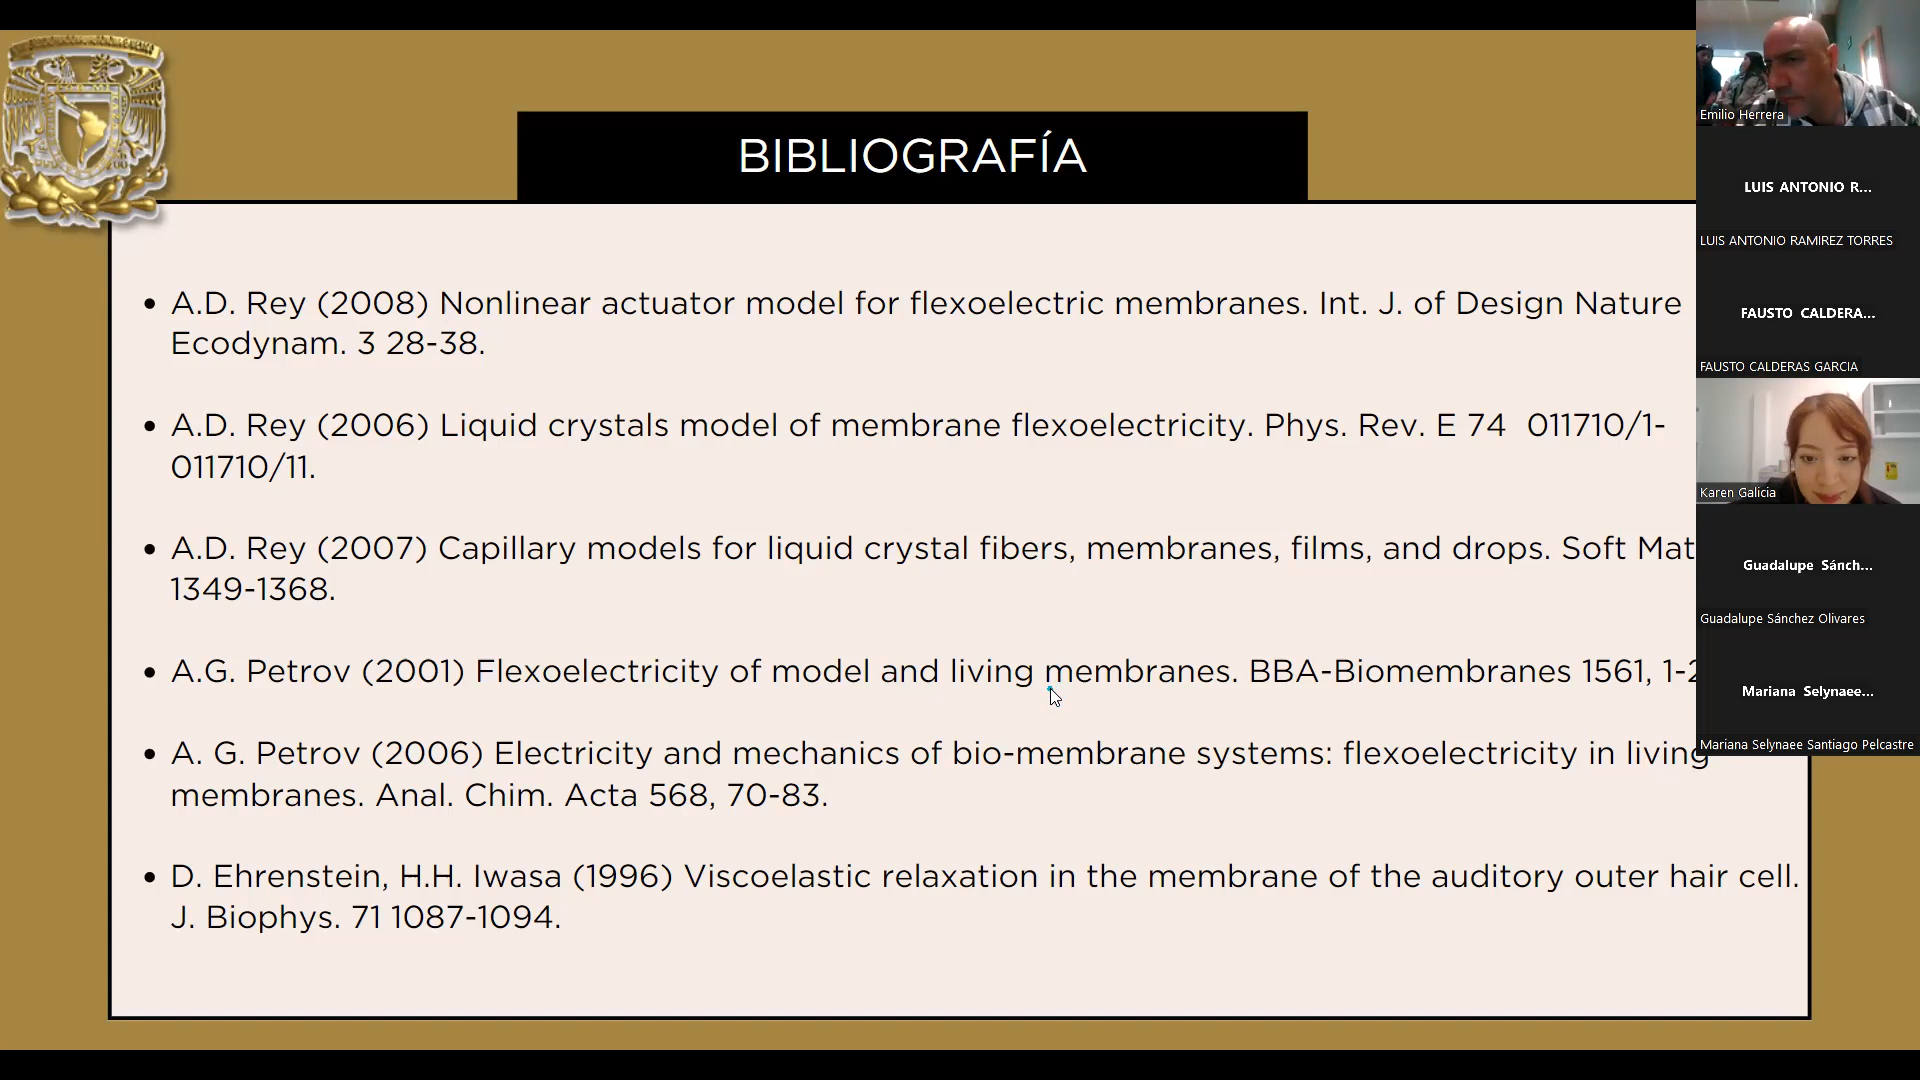 BIBLIOGRAFÍA
A.D. Rey (2008) Nonlinear actuator model for flexoelectric membranes. Int. J. of Design Nature
Ecodynam. 3 28-38.
A.D. Rey (2006) Liquid crystals model of membrane flexoelectricity. Phys. Rev. E 74 011710/1-
011710/11.
A.D. Rey (2007) Capillary models for liquid crystal fibers, membranes, films, and drops. Soft Mat
1349-1368.
A.G. Petrov (2001) Flexoelectricity of model and living membranes. BBA-Biomembranes 1561, 1-2
A. G. Petrov (2006) Electricity and mechanics of bio-membrane systems: flexoelectricity in living
membranes. Anal. Chim. Acta 568, 70-83.
D. Ehrenstein, H.H. Iwasa (1996) Viscoelastic relaxation in the membrane of the auditory outer hair cell.
J. Biophys. 71 1087-1094.
Emilio Herrera
LUIS ANTONIO R...
LUIS ANTONIO RAMIREZ TORRES
FAUSTO CALDERA...
FAUSTO CALDERAS GARCIA
Karen Galicia
Guadalupe Sánch...
Guadalupe Sánchez Olivares
Mariana Selynaee...
Mariana Selynaee Santiago Pelcastre